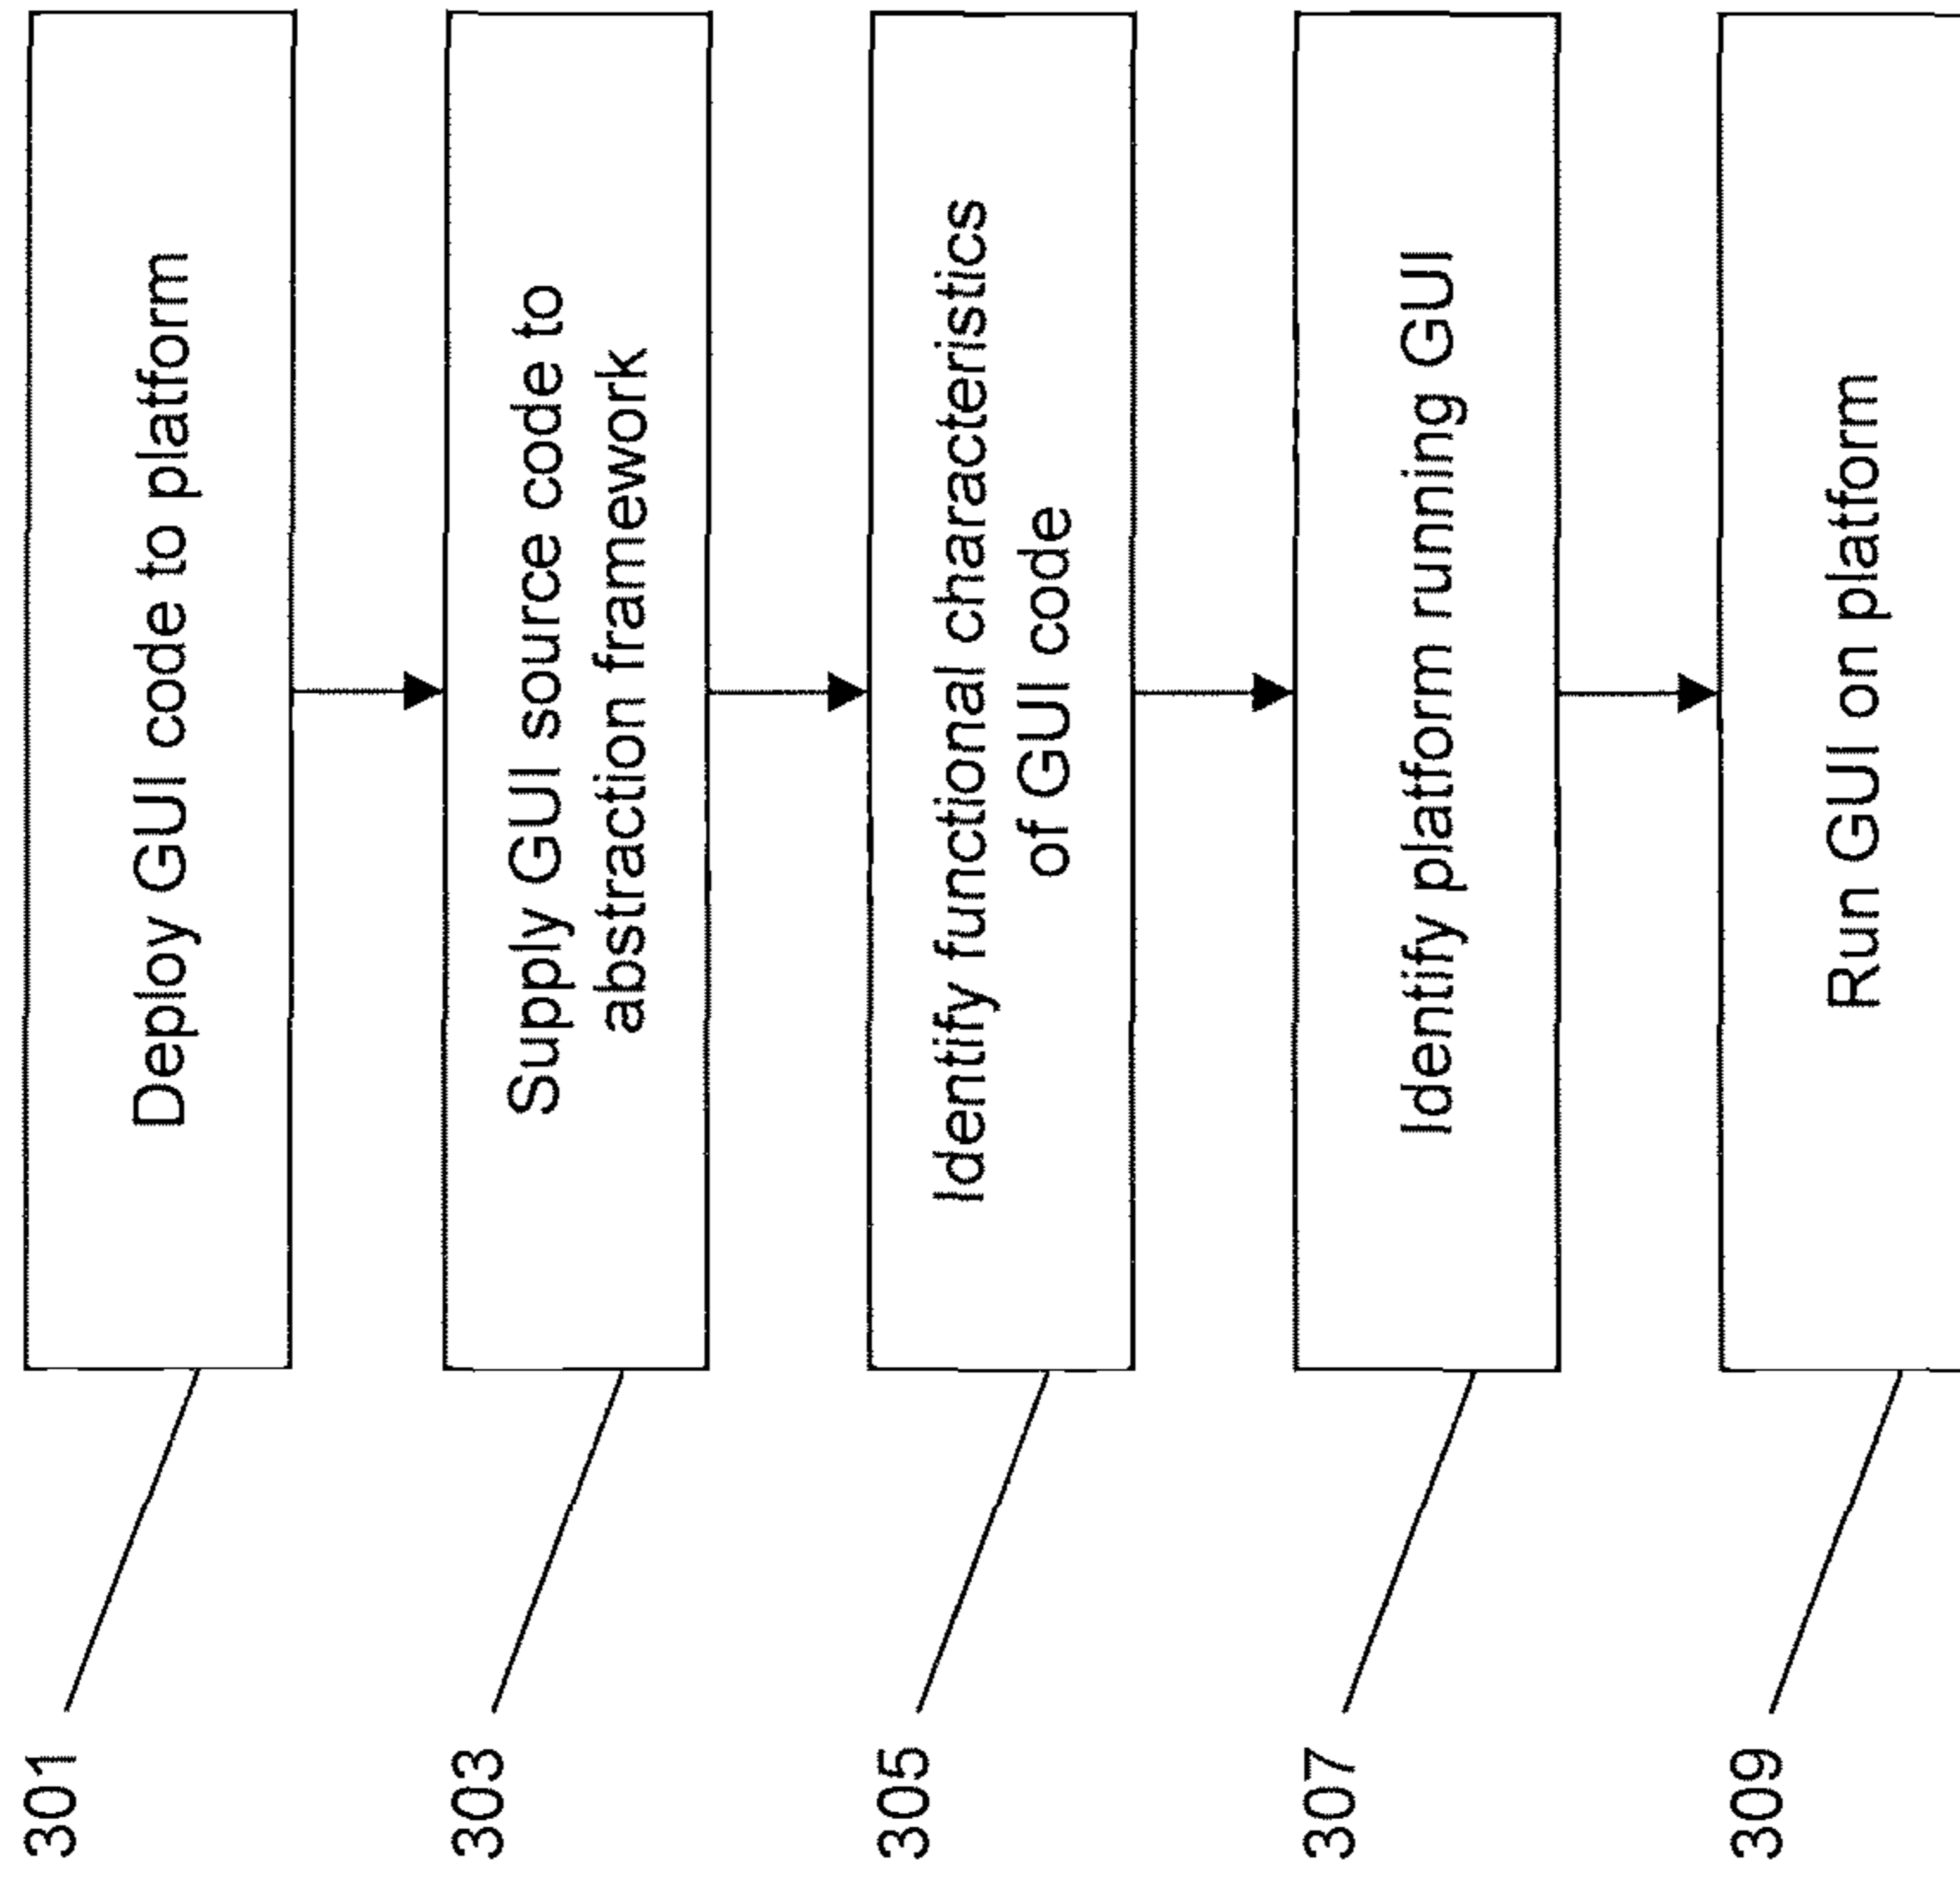 301
Deploy GUI code to platform
303
Supply GUI source code to
abstraction framework
305
Identify functional characteristics
of GUI code
307
Identify platform running GUI
309
Run GUI on platform